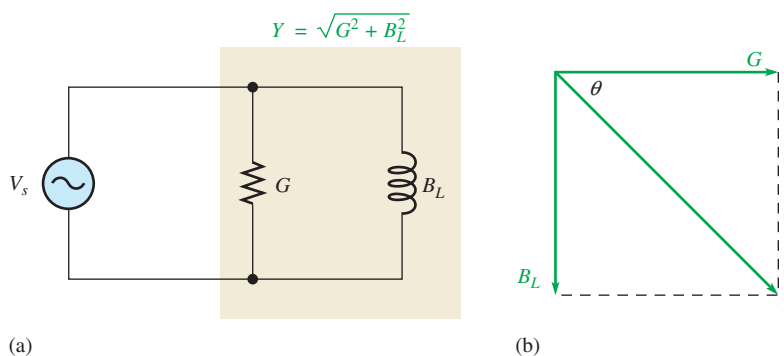 Y = √(G² + B_L²)
G
θ
V_s
G
B_L
B_L
(a)
(b)